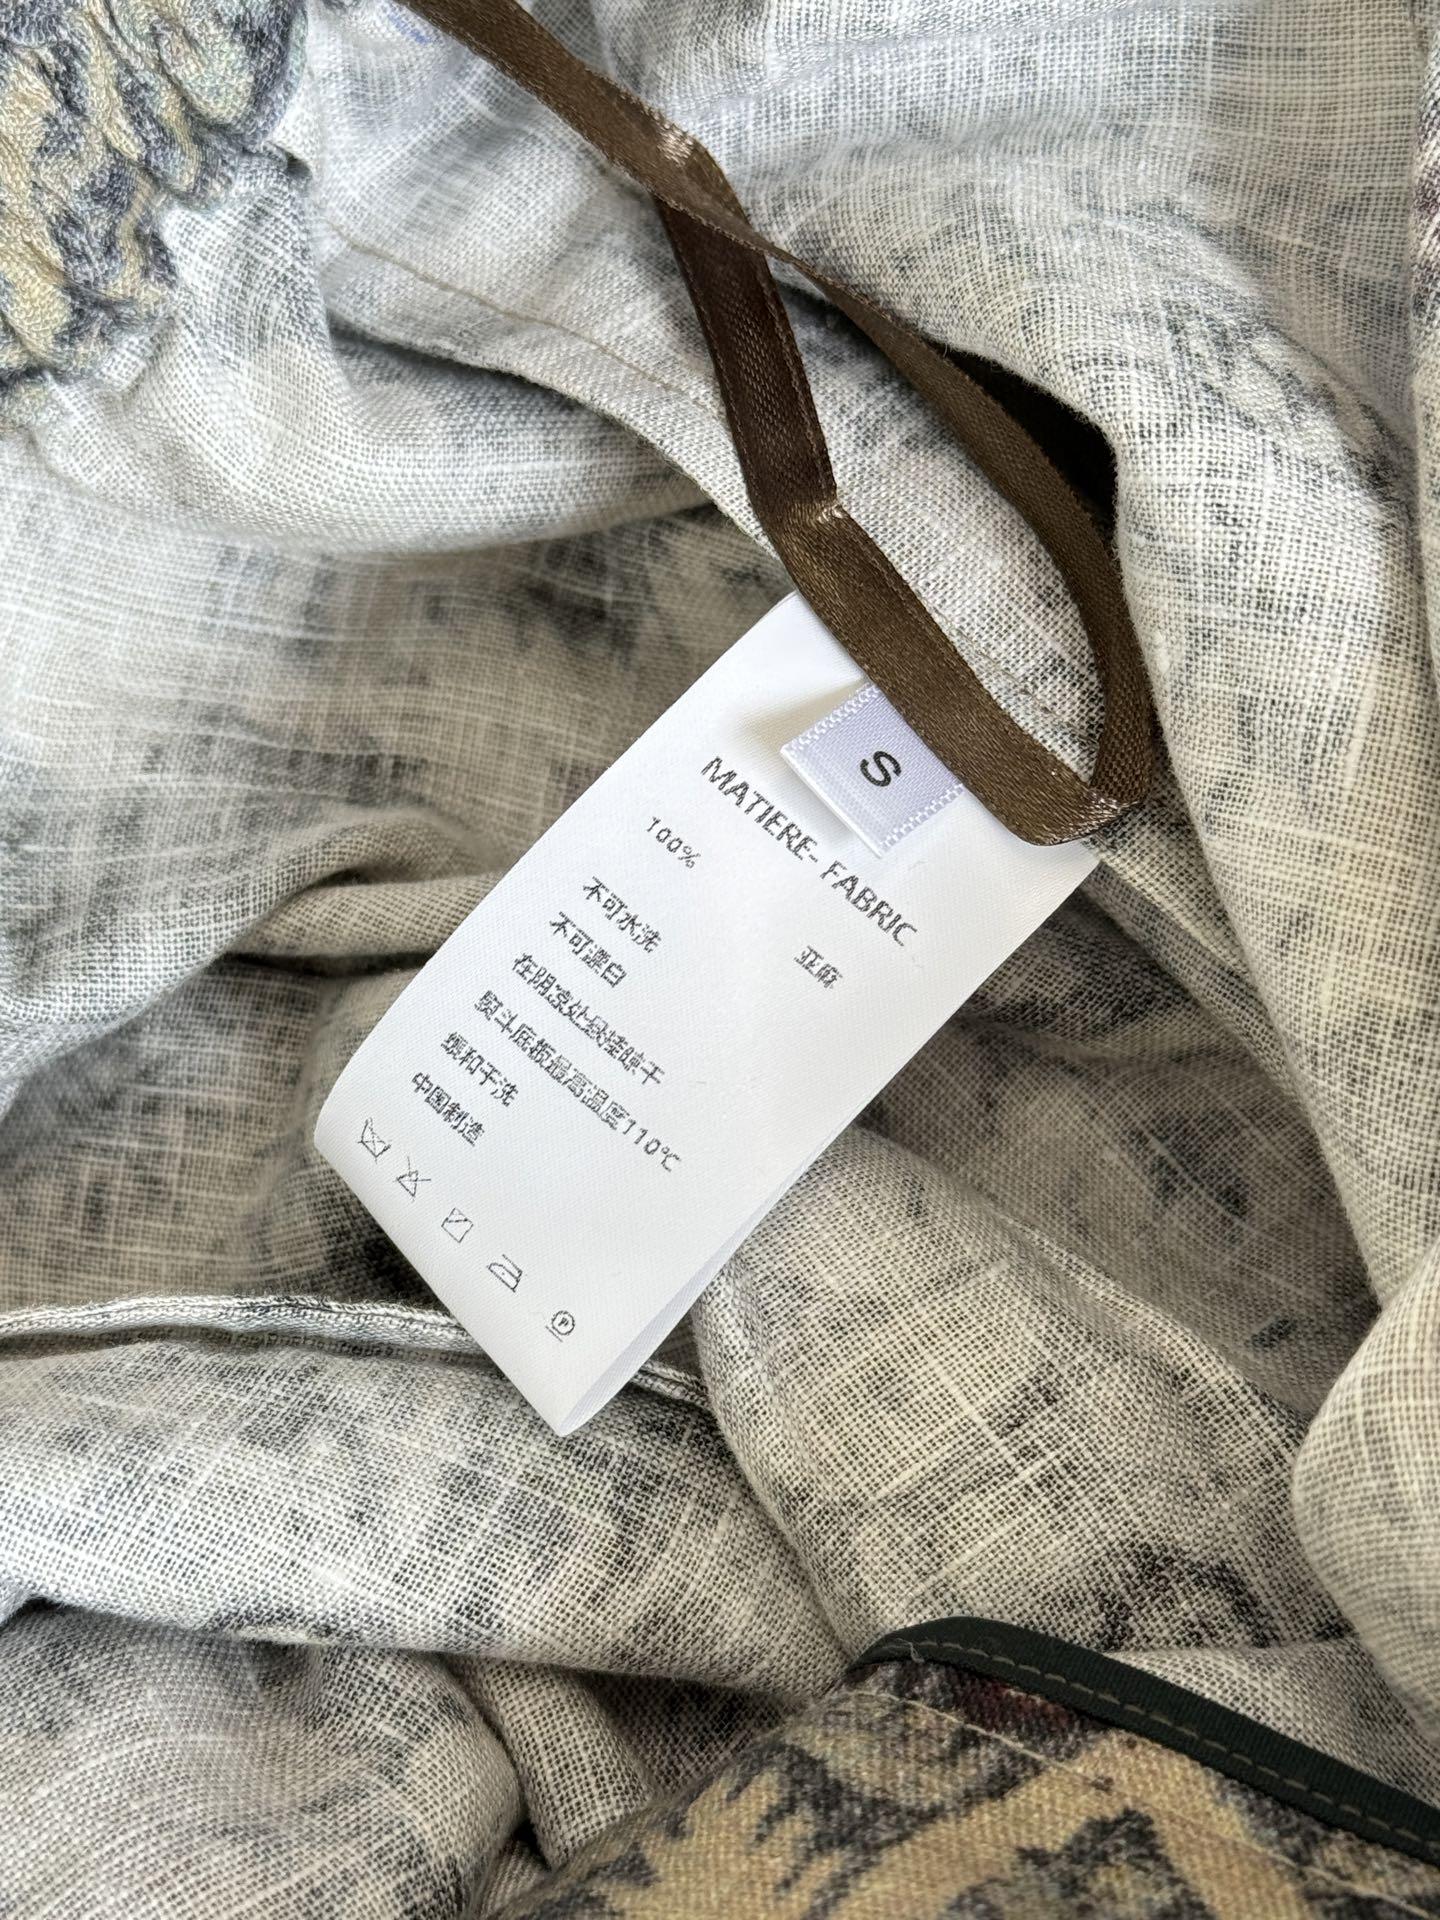 S
MATIERE- FABRIC
100% 亚麻
不可水洗
不可漂白
在阴凉处悬挂晾干
熨斗底板最高温度110℃
缓和干洗
中国制造
P